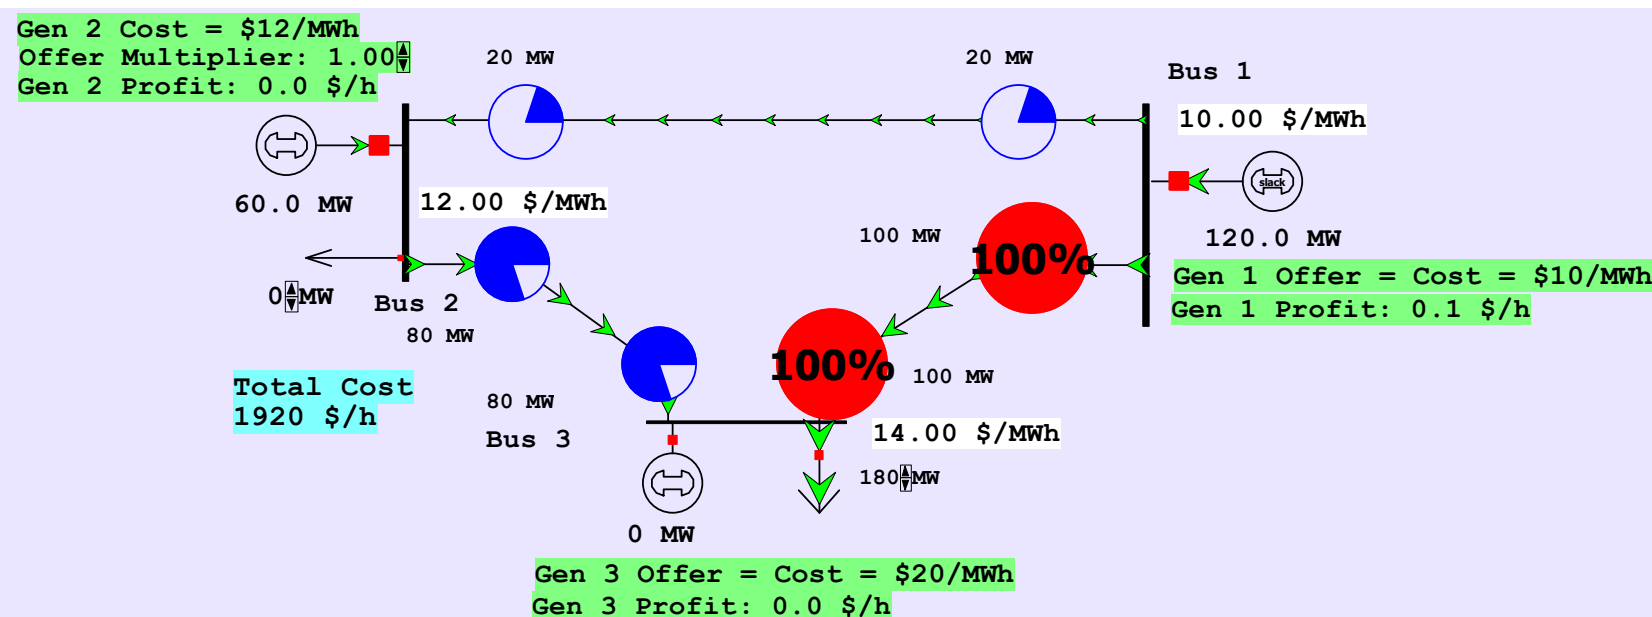 Gen 2 Cost = $12/MWh
Offer Multiplier: 1.00
Gen 2 Profit: 0.0 $/h
20 MW
20 MW
Bus 1
10.00 $/MWh
slack
60.0 MW
12.00 $/MWh
100 MW
120.0 MW
100%
Gen 1 Offer = Cost = $10/MWh
0 MW
Bus 2
Gen 1 Profit: 0.1 $/h
80 MW
100%
100 MW
Total Cost
1920 $/h
80 MW
Bus 3
14.00 $/MWh
180 MW
0 MW
Gen 3 Offer = Cost = $20/MWh
Gen 3 Profit: 0.0 $/h